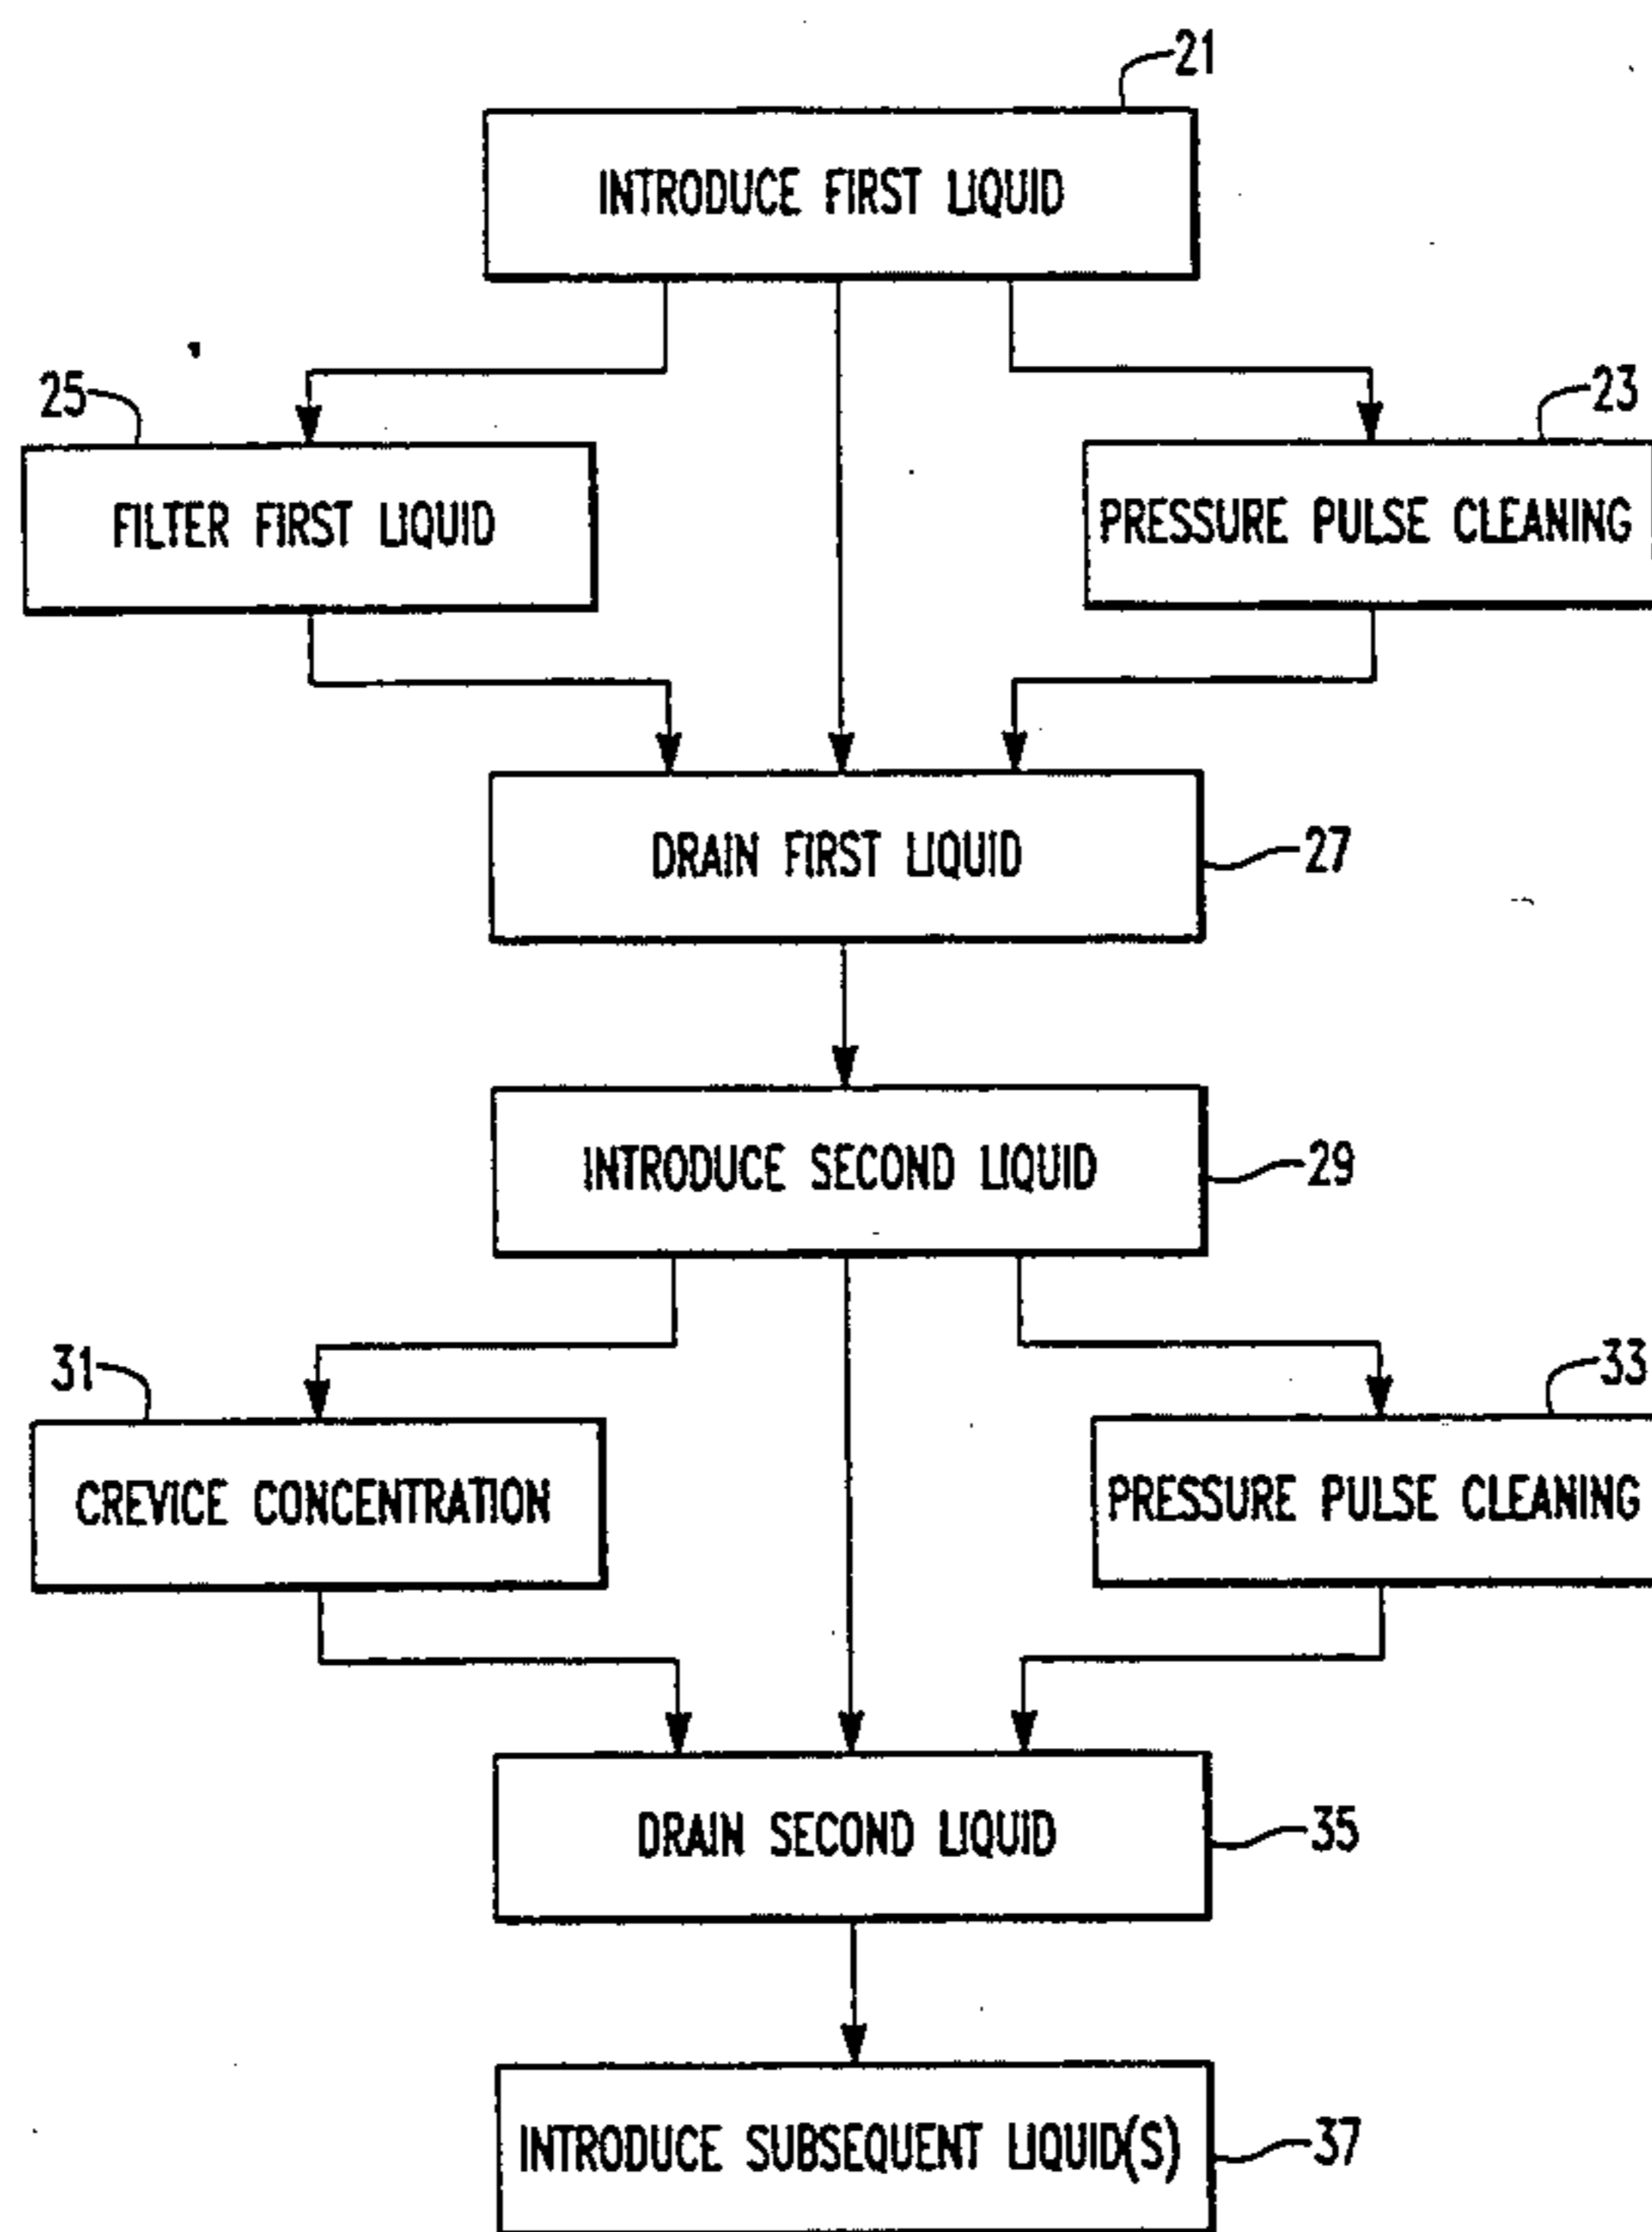 21
INTRODUCE FIRST LIQUID
25
23
FILTER FIRST LIQUID
PRESSURE PULSE CLEANING
DRAIN FIRST LIQUID
27
INTRODUCE SECOND LIQUID
29
31
33
CREVICE CONCENTRATION
PRESSURE PULSE CLEANING
DRAIN SECOND LIQUID
35
INTRODUCE SUBSEQUENT LIQUID(S)
37